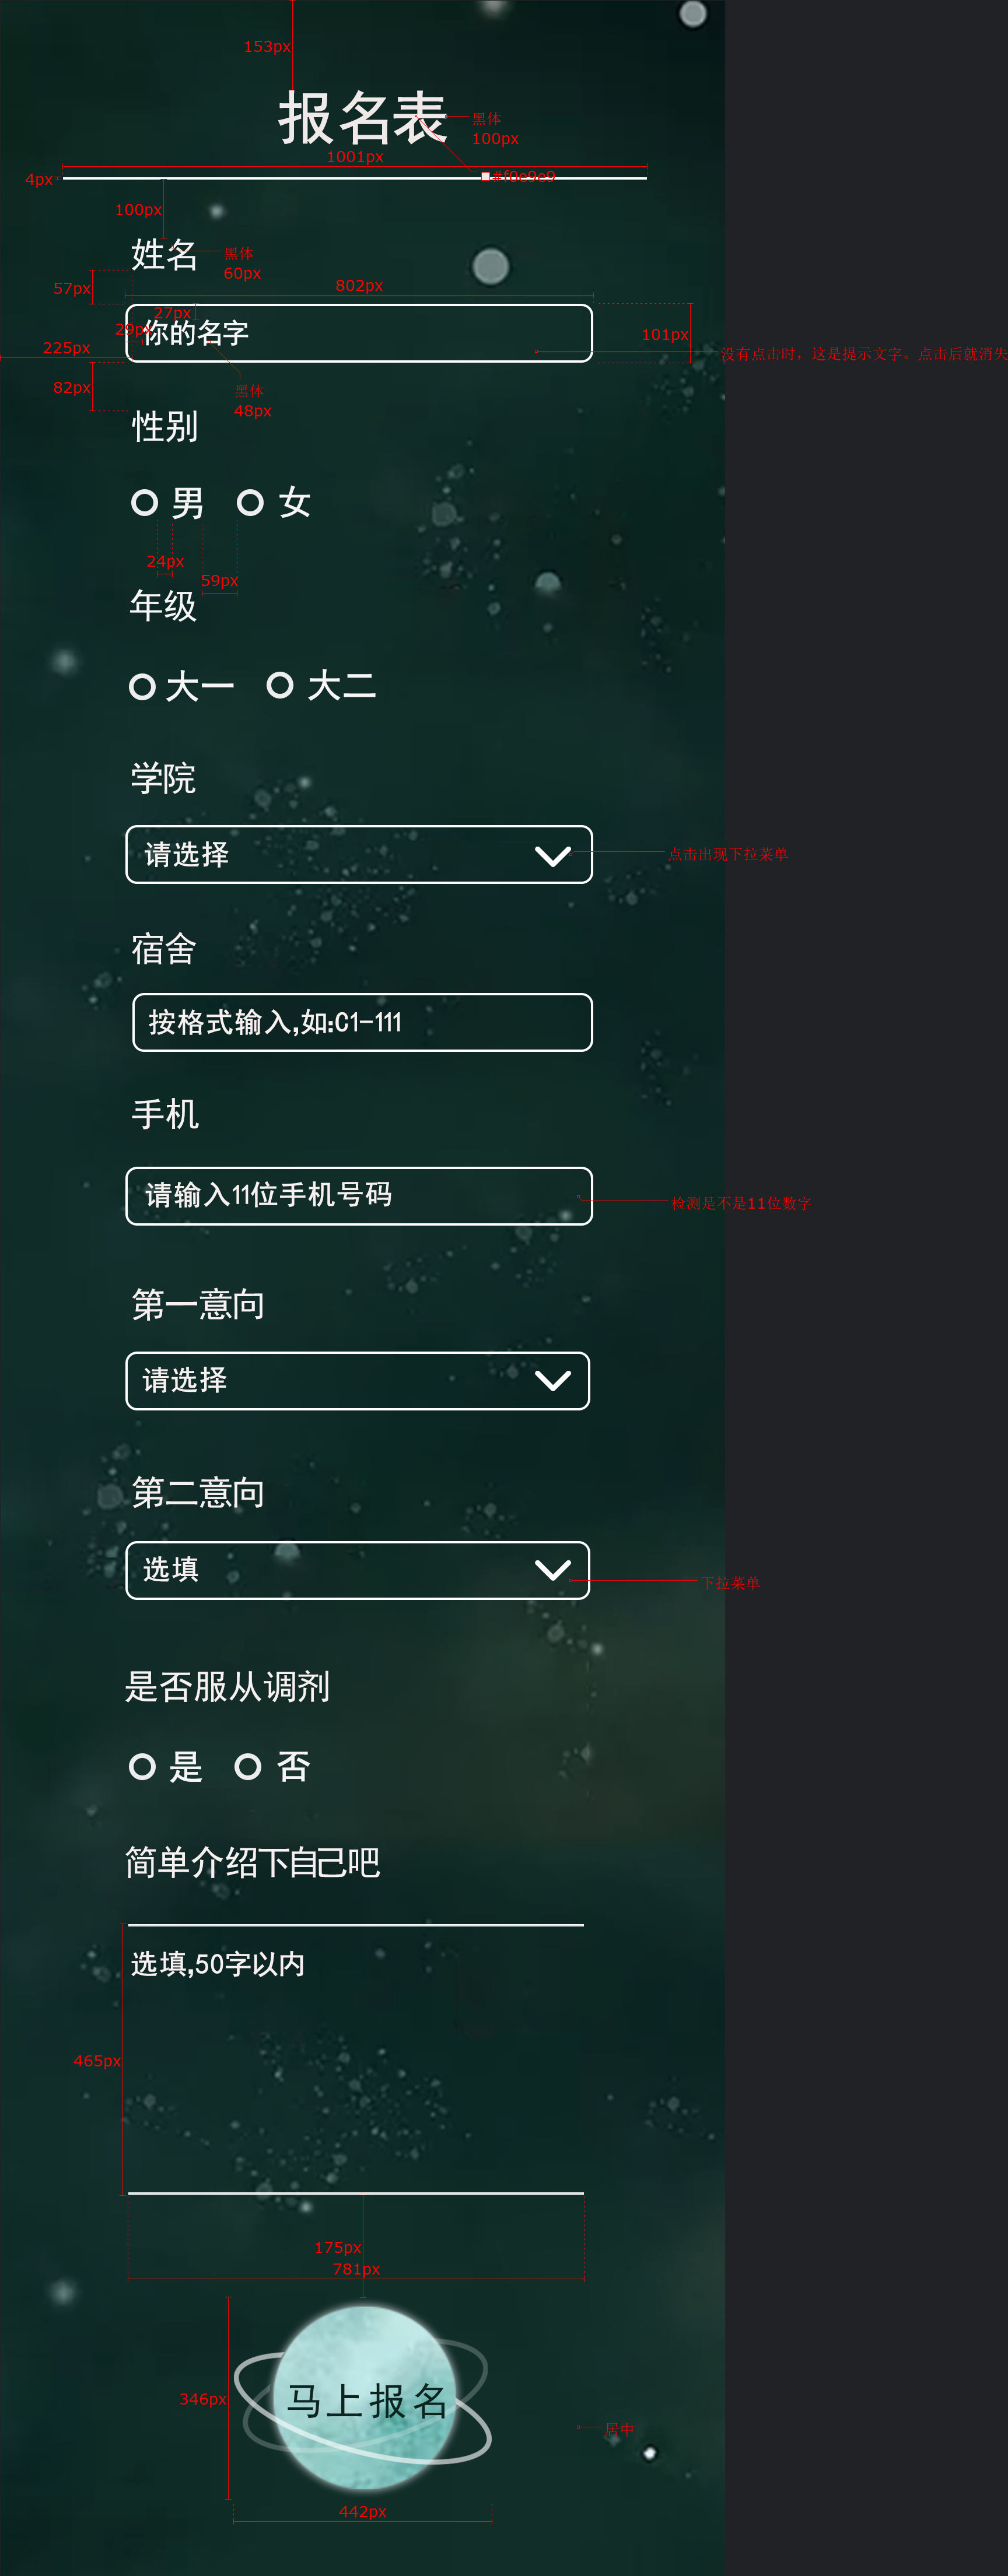 153px
报名表
黑体
100px
1001px
4px
#f0e9e9
100px
姓名
黑体
60px
57px
802px
27px
29px
你的名字
101px
225px
没有点击时，这是提示文字。点击后就消失
82px
黑体
48px
性别
男 女
24px
59px
年级
大一 大二
学院
请选择
点击出现下拉菜单
宿舍
按格式输入,如:C1-111
手机
请输入11位手机号码
检测是不是11位数字
第一意向
请选择
第二意向
选填
下拉菜单
是否服从调剂
是 否
简单介绍下自己吧
选填,50字以内
465px
175px
781px
346px
马上报名
居中
442px